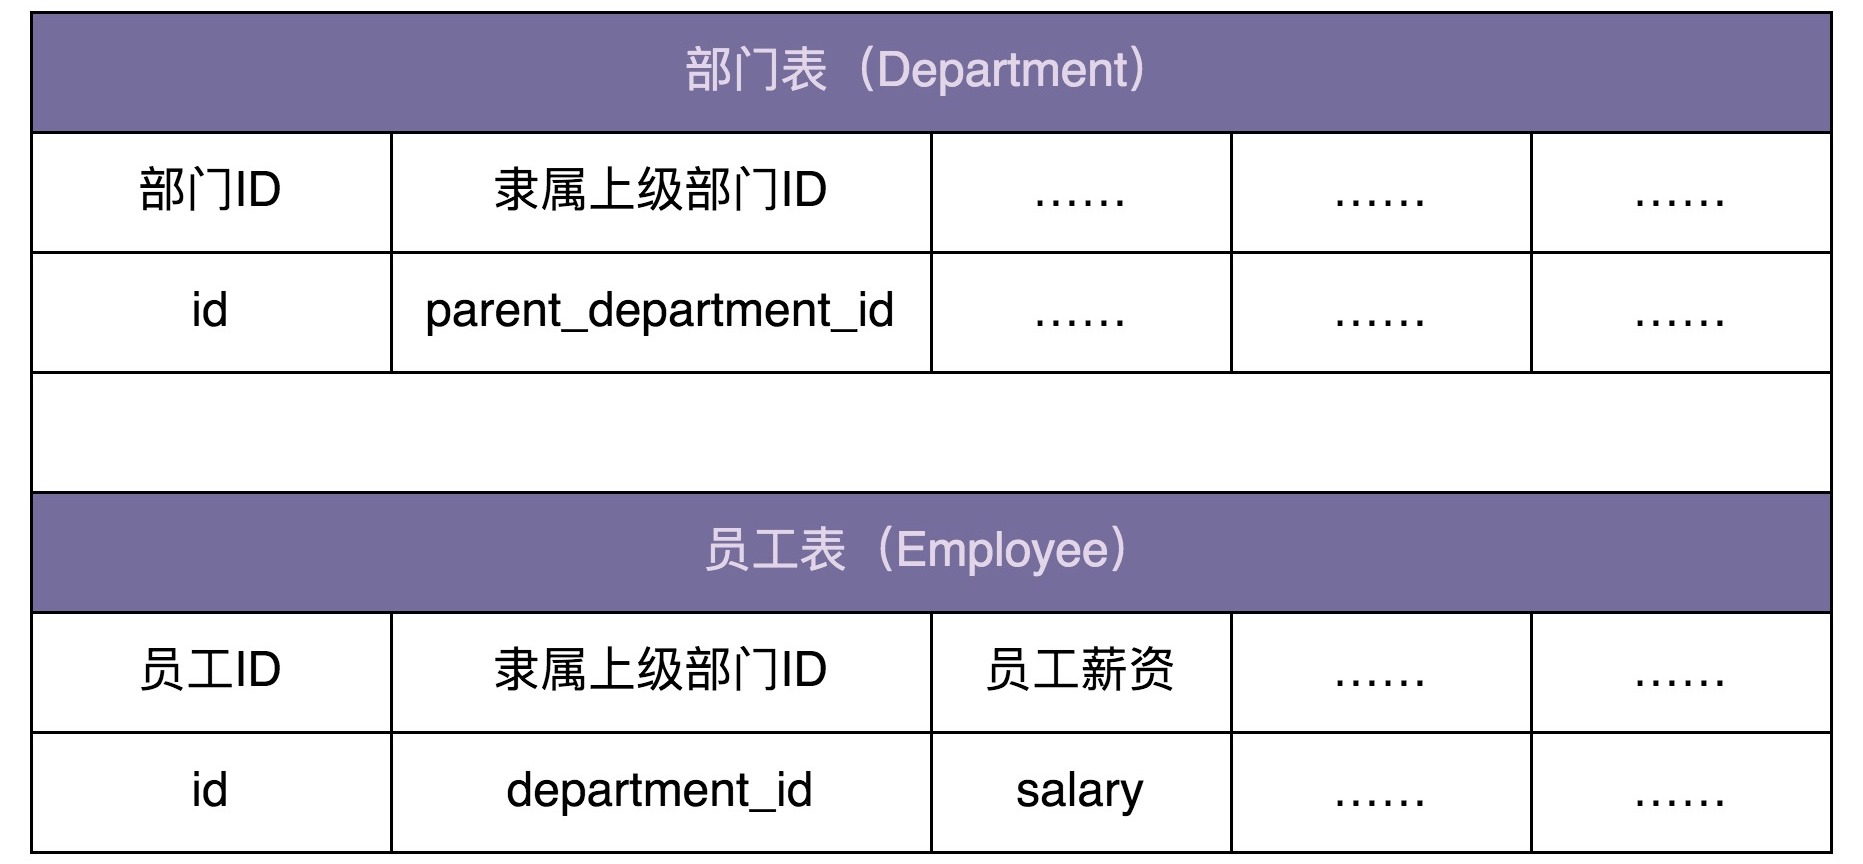 部门表（Department）
部门ID 隶属上级部门ID …… …… ……
id parent_department_id …… …… ……
员工表（Employee）
员工ID 隶属上级部门ID 员工薪资 …… ……
id department_id salary …… ……